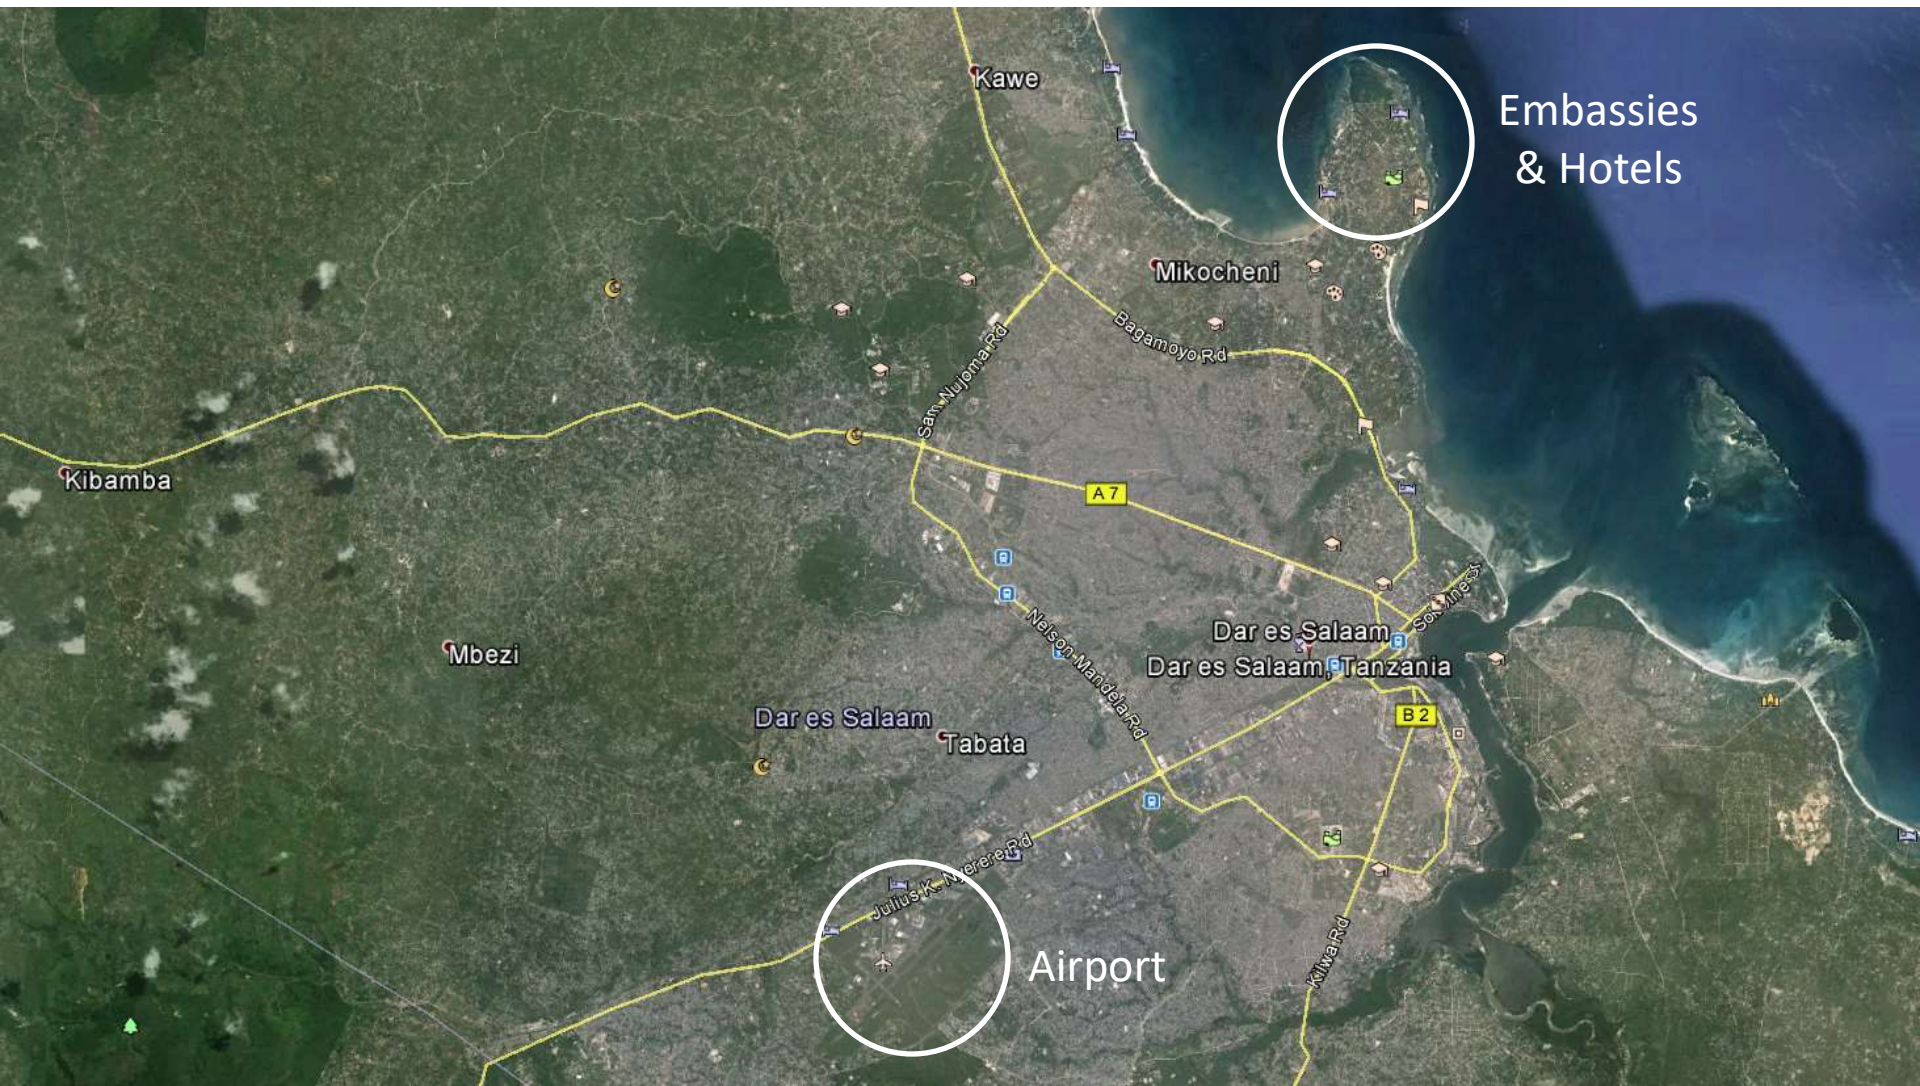 Kawe
Embassies
& Hotels
Mikocheni
Bagamoyo Rd
Sam Nujoma Rd
Kibamba
A 7
Nelson Mandela Rd
Dar es Salaam
Dar es Salaam, Tanzania
Mbezi
Dar es Salaam
Tabata
B 2
Julius K. Nyerere Rd
Kilwa Rd
Airport